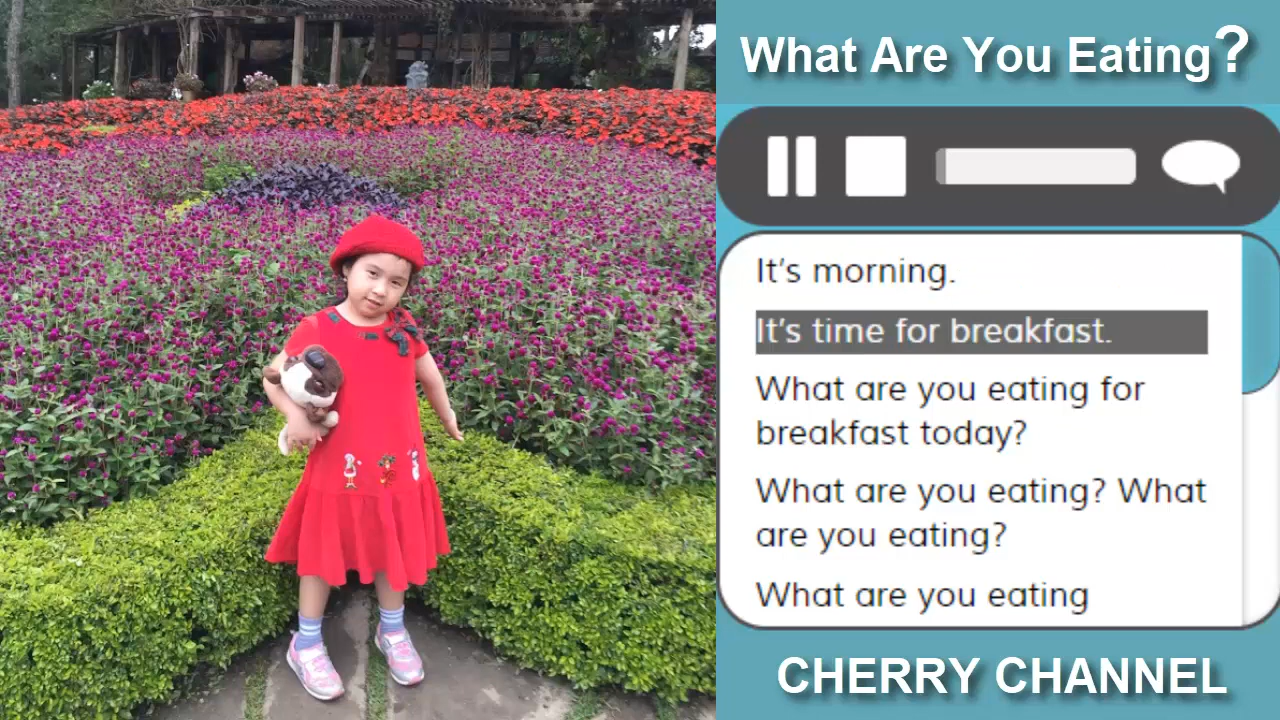 What Are You Eating?
It's morning.
It's time for breakfast.
What are you eating for
breakfast today?
What are you eating? What
are you eating?
What are you eating
CHERRY CHANNEL